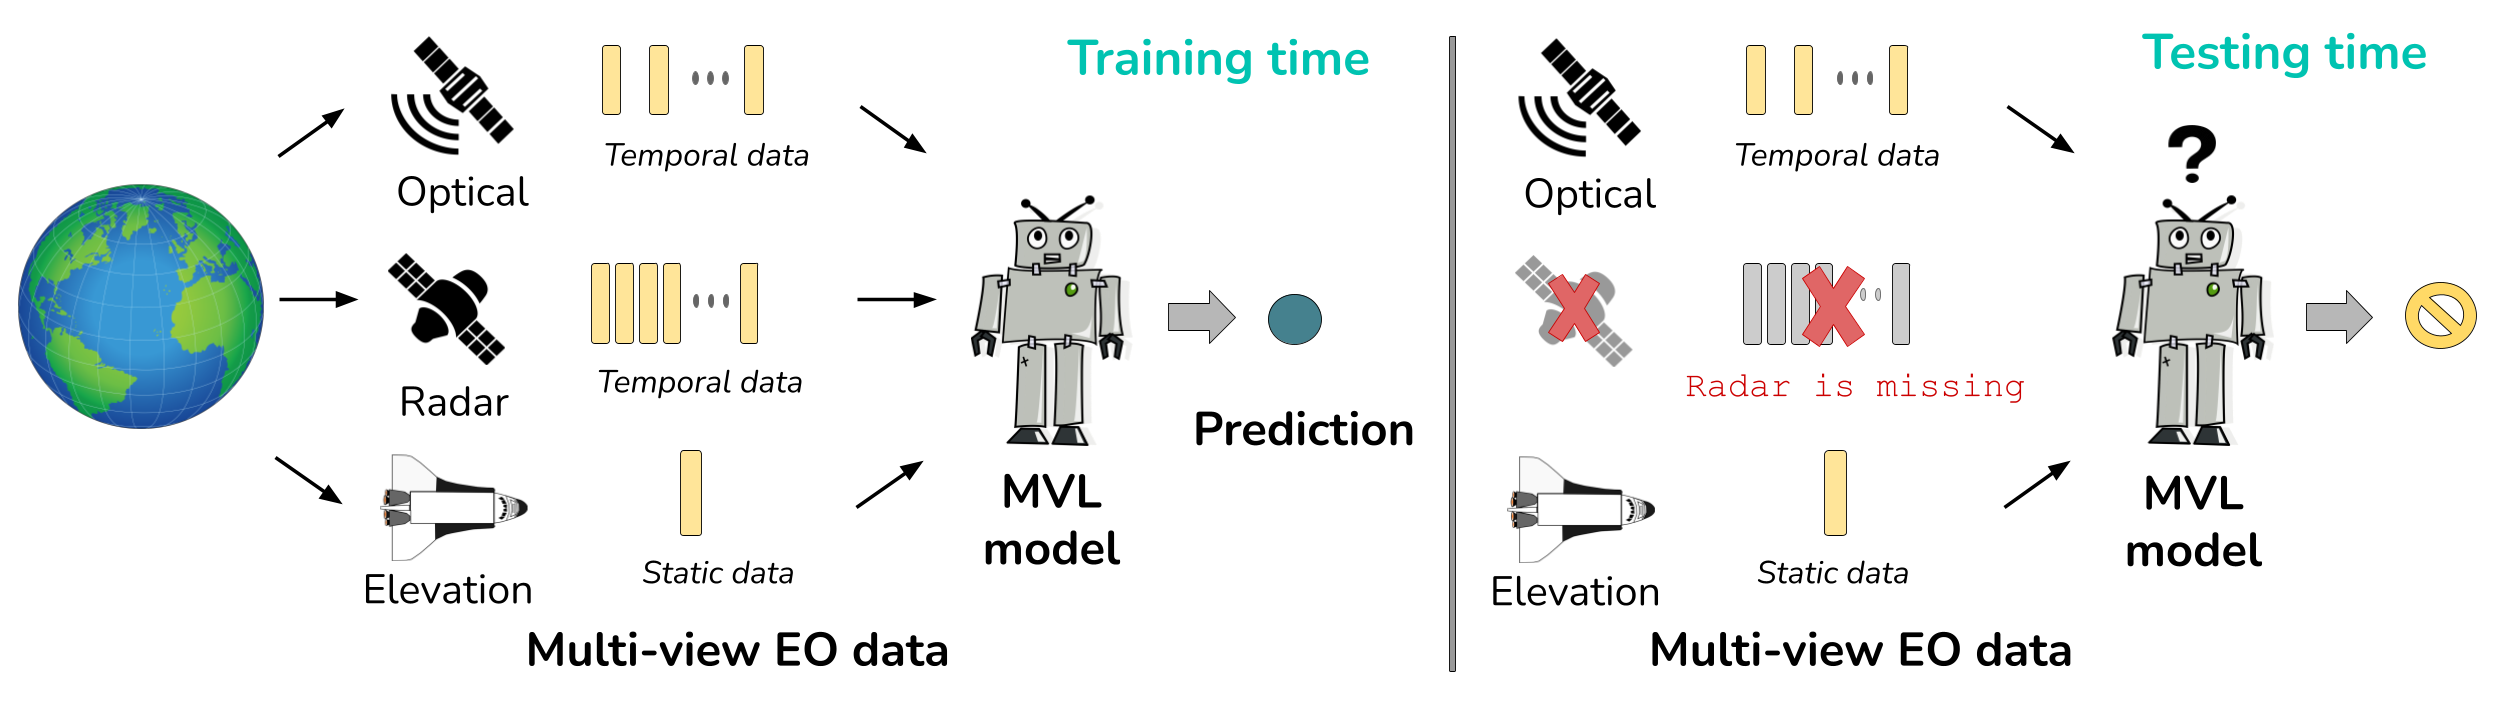 Training time
Optical
Temporal data
Radar
Temporal data
Elevation
Static data
Multi-view EO data
MVL
model
Prediction
Testing time
Optical
Temporal data
?
Radar is missing
Elevation
Static data
Multi-view EO data
MVL
model